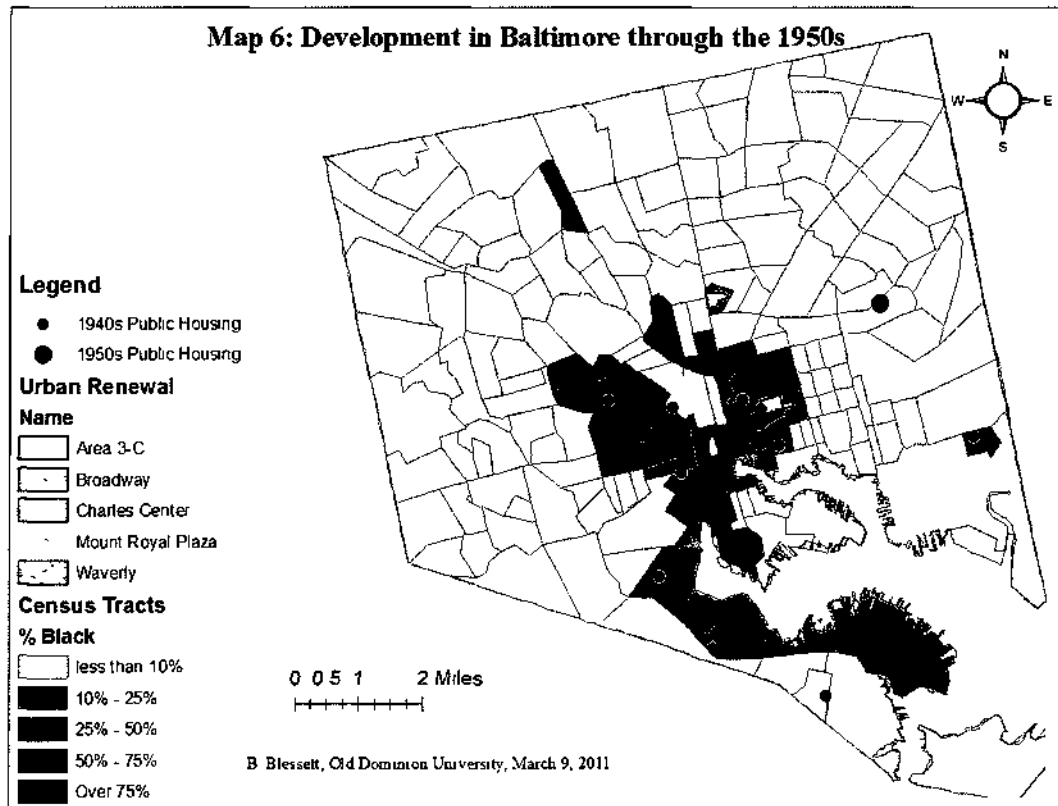 Map 6: Development in Baltimore through the 1950s
N
W
E
S
Legend
1940s Public Housing
1950s Public Housing
Urban Renewal
Name
Area 3-C
Broadway
Charles Center
Mount Royal Plaza
Waverly
Census Tracts
% Black
less than 10%
10% - 25%
25% - 50%
50% - 75%
Over 75%
0 0 5 1 2 Miles
B Blessett, Old Dominion University, March 9, 2011